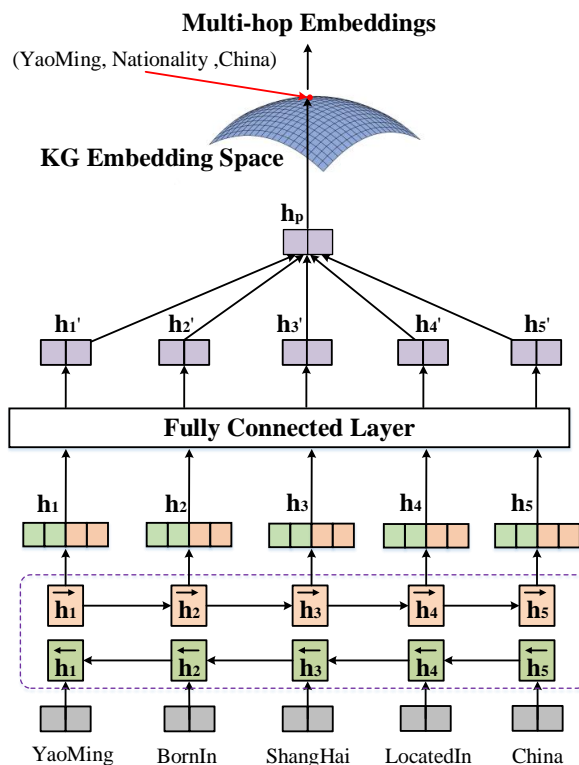 Multi-hop Embeddings
(YaoMing, Nationality ,China)
KG Embedding Space
hp
h1' h2' h3' h4' h5'
Fully Connected Layer
h1 h2 h3 h4 h5
h1 h2 h3 h4 h5
h1 h2 h3 h4 h5
YaoMing BornIn ShangHai LocatedIn China